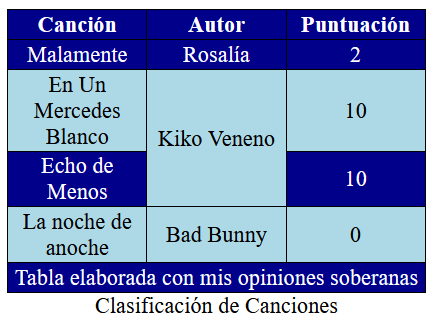 Canción Autor Puntuación
Malamente Rosalía 2
En Un
Mercedes
Blanco
Kiko Veneno
10
Echo de
Menos
10
La noche de
anoche
Bad Bunny
0
Tabla elaborada con mis opiniones soberanas
Clasificación de Canciones